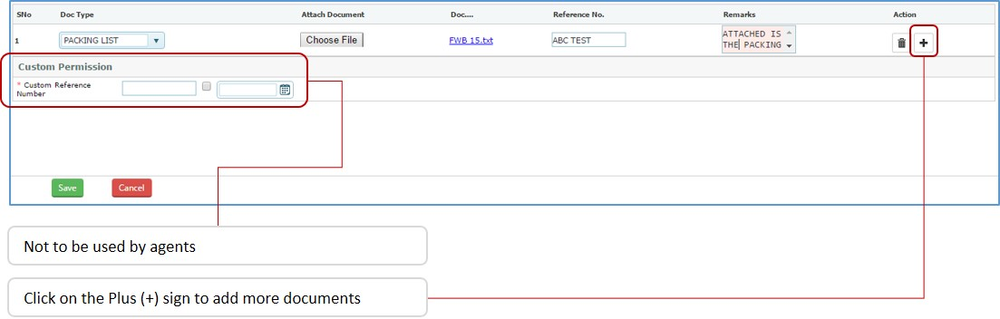 SNo Doc Type Attach Document Doc.... Reference No. Remarks Action
1 PACKING LIST Choose File FWB 15.txt ABC TEST ATTACHED IS
THE PACKING
+
Custom Permission
* Custom Reference
Number
Save Cancel
Not to be used by agents
Click on the Plus (+) sign to add more documents